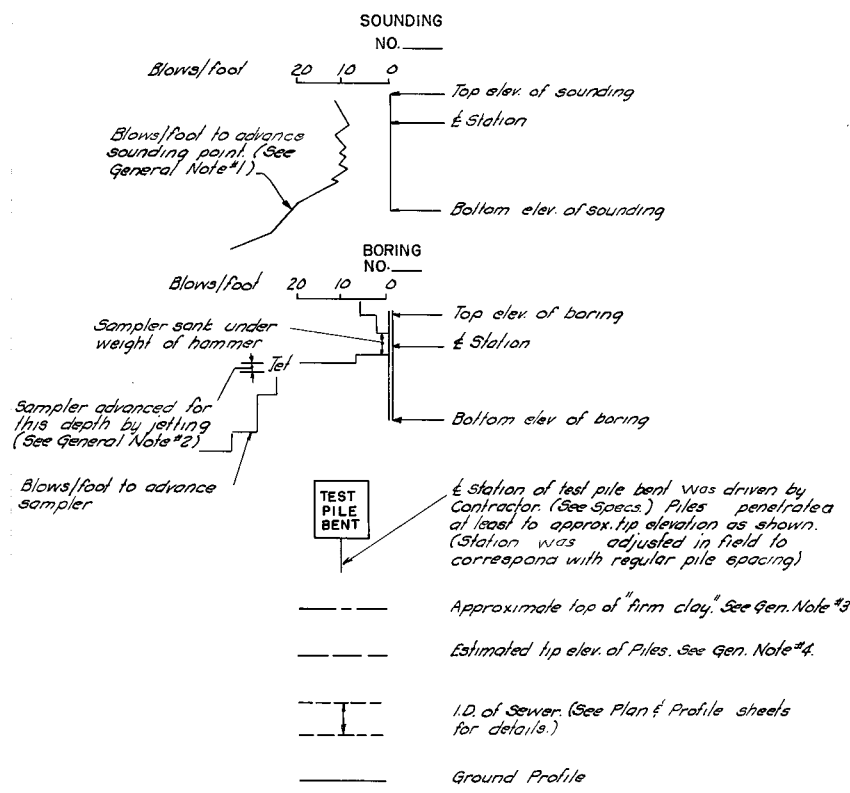 SOUNDING
NO.
Blows/foot 20 10 0
Top elev. of sounding
₵ Station
Blows/foot to advance
sounding point. (See
General Note #1)
Bottom elev. of sounding
BORING
NO.
Blows/foot 20 10 0
Top elev. of boring
Sampler sank under
weight of hammer
₵ Station
Jet
Sampler advanced for
this depth by jetting
(See General Note #2)
Bottom elev of boring
Blows/foot to advance
sampler
TEST
PILE
BENT
₵ Station of test pile bent was driven by
Contractor. (See Specs.) Piles penetrated
at least to approx. tip elevation as shown.
(Station was adjusted in field to
correspond with regular pile spacing)
Approximate top of "firm clay." See Gen. Note #3
Estimated tip elev. of Piles. See Gen. Note #4.
I.D. of Sewer. (See Plan & Profile sheets
for details.)
Ground Profile